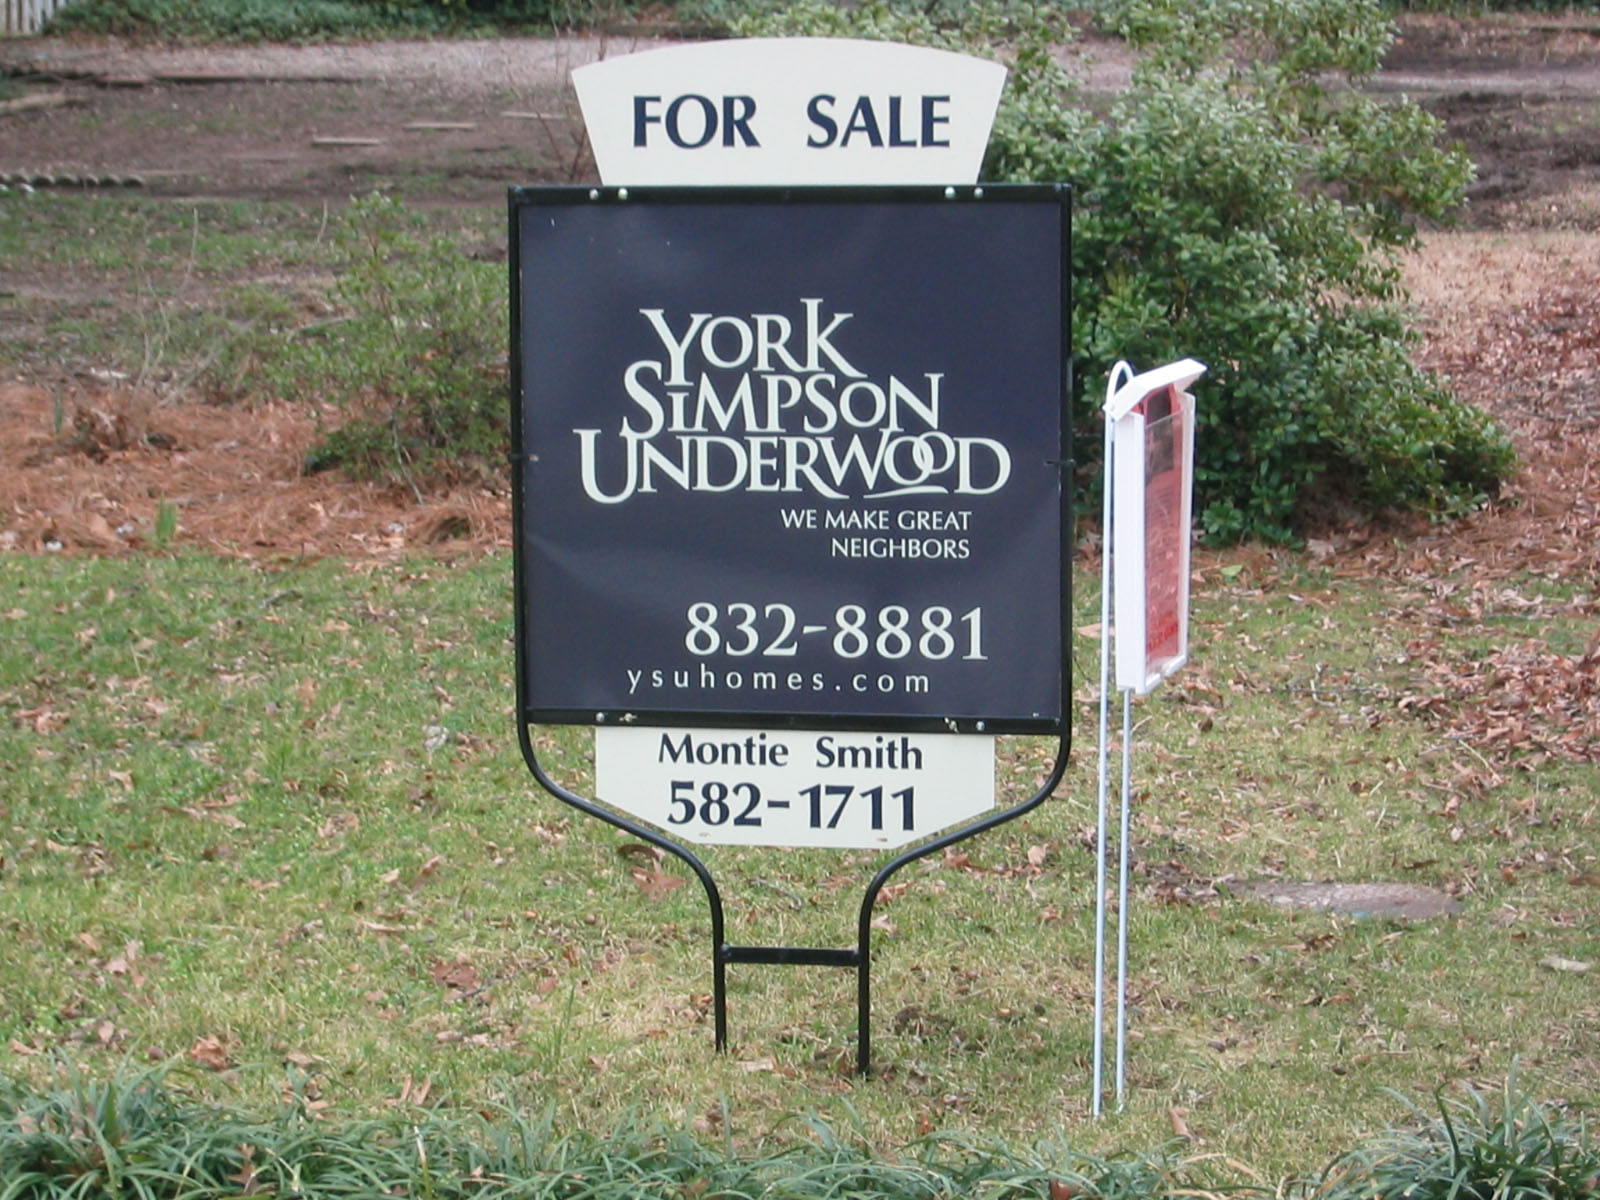 FOR SALE
YORK
SIMPSON
UNDERWOOD
WE MAKE GREAT
NEIGHBORS
832-8881
ysuhomes.com
Montie Smith
582-1711